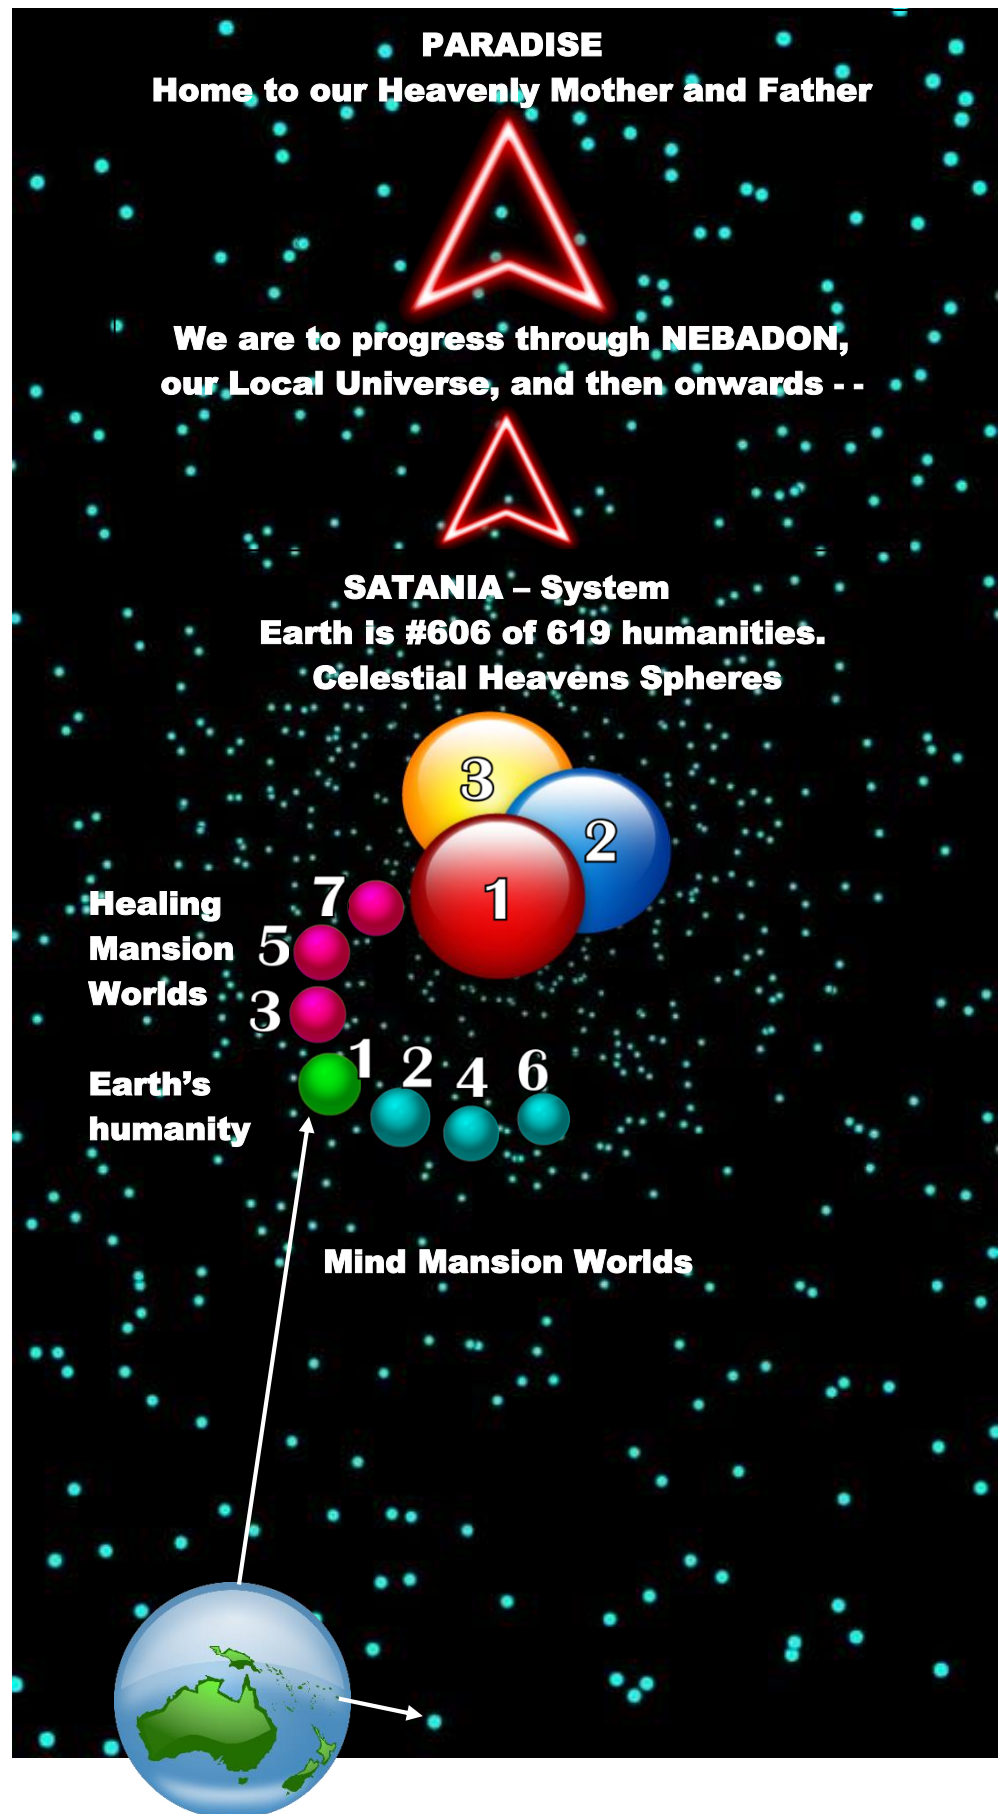 PARADISE
Home to our Heavenly Mother and Father
We are to progress through NEBADON,
our Local Universe, and then onwards - -
SATANIA – System
Earth is #606 of 619 humanities.
Celestial Heavens Spheres
3
2
1
Healing
Mansion
Worlds
7
5
3
1
2
4
6
Earth's
humanity
Mind Mansion Worlds